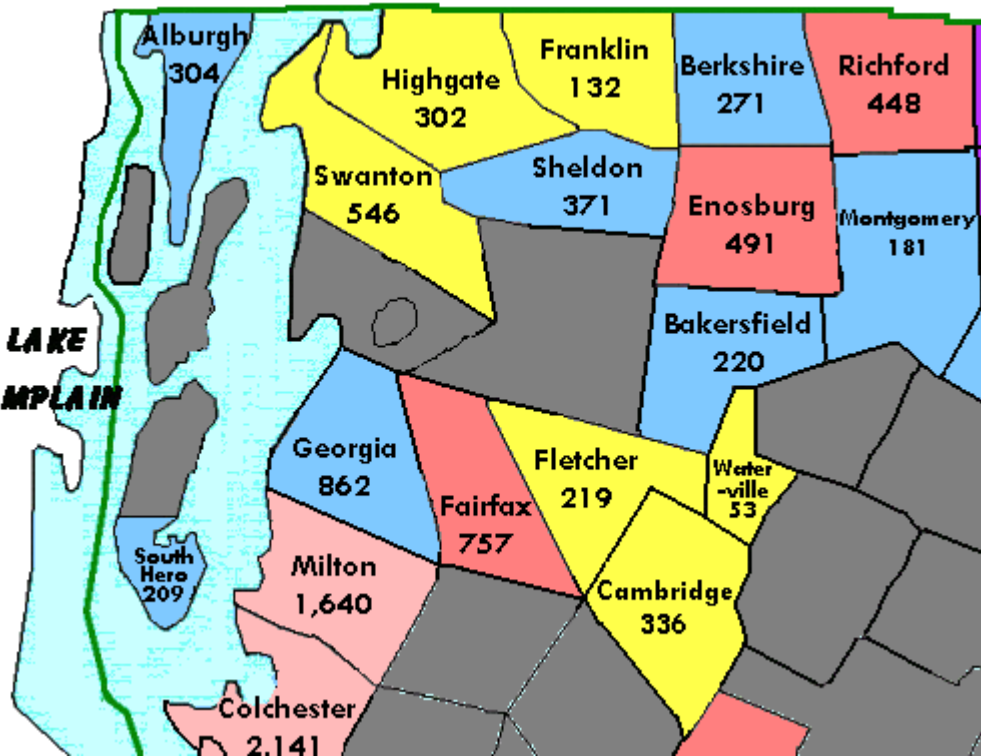 Alburgh
304
Highgate
302
Franklin
132
Berkshire
271
Richford
448
Swanton
546
Sheldon
371
Enosburg
491
Montgomery
181
LAKE
MPLAIN
Bakersfield
220
Georgia
862
Fairfax
757
Fletcher
219
Water
-ville
53
South
Hero
209
Milton
1,640
Cambridge
336
Colchester
2,141